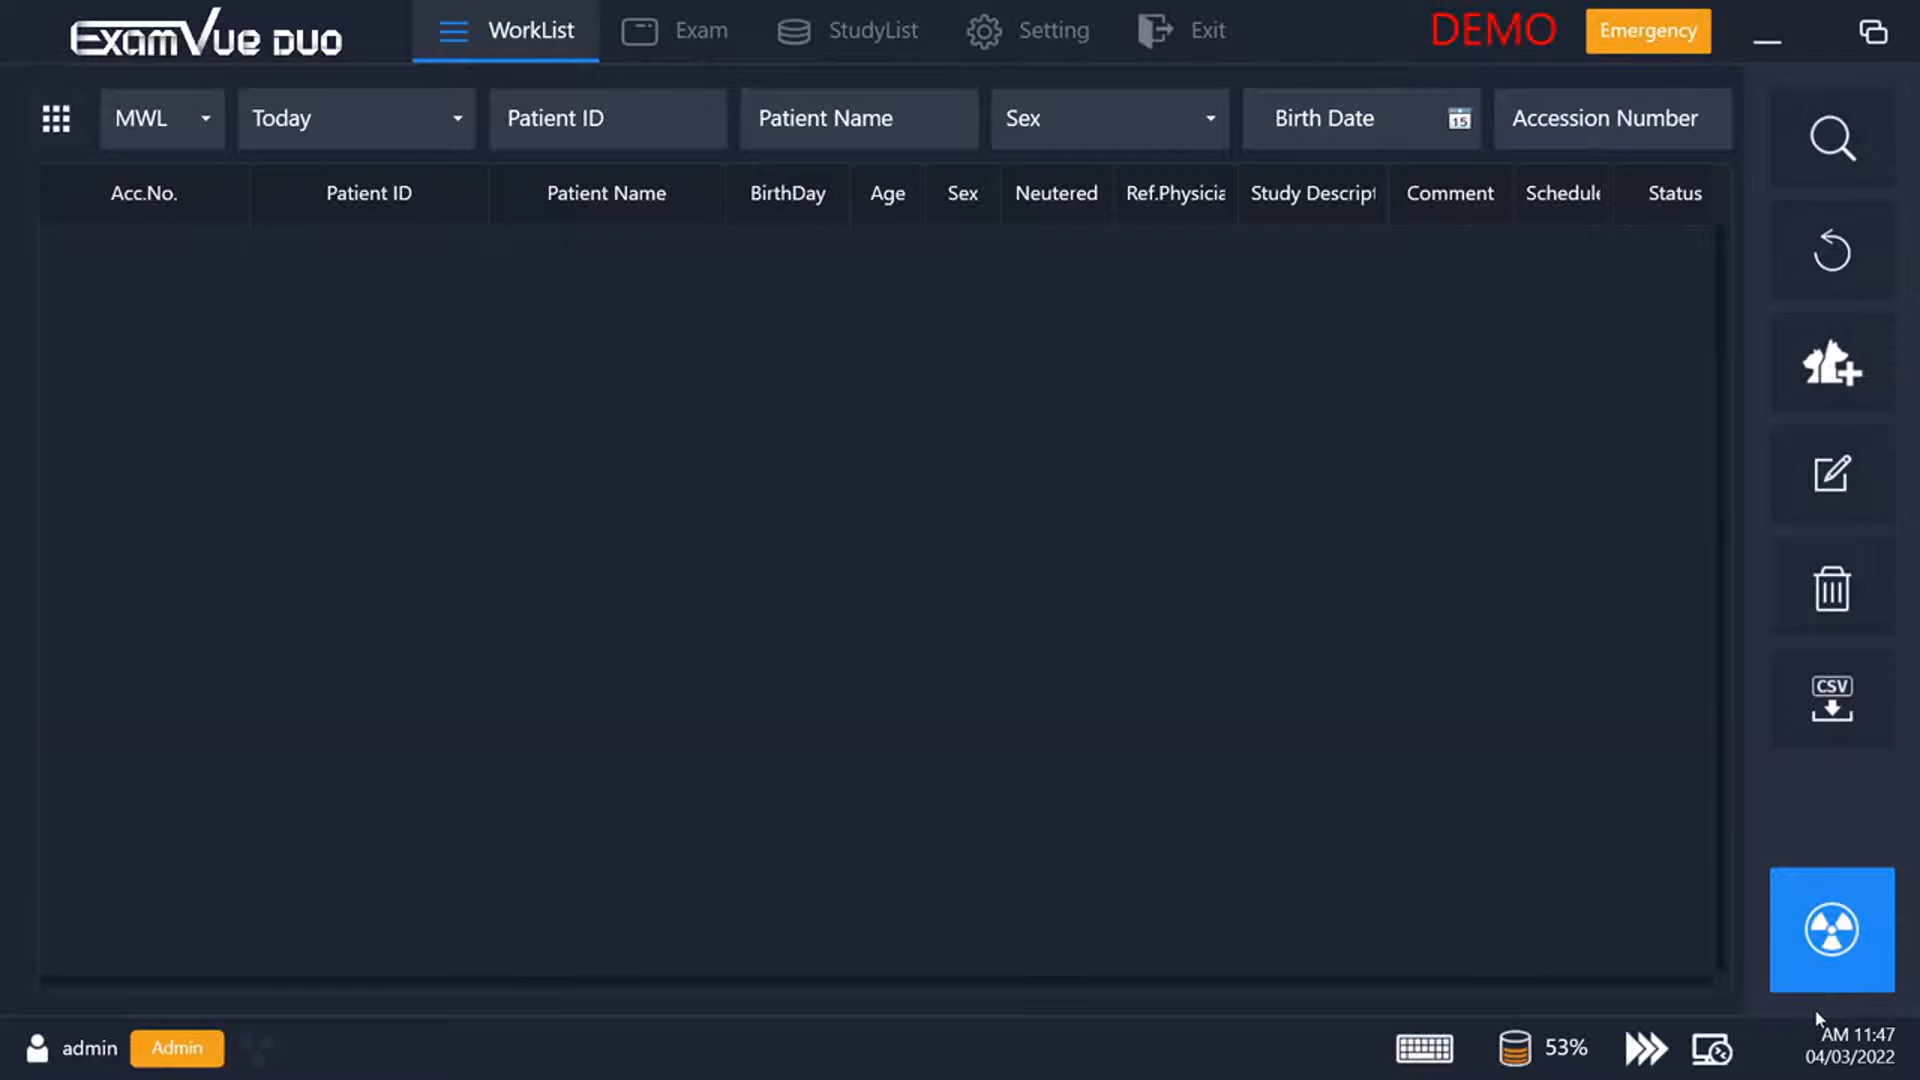 ExamVue DUO
WorkList
Exam
StudyList
Setting
Exit
DEMO
Emergency
MWL
Today
Patient ID
Patient Name
Sex
Birth Date
15
Accession Number
Acc.No.
Patient ID
Patient Name
BirthDay
Age
Sex
Neutered
Ref.Physicia
Study Descript
Comment
Schedule
Status
CSV
admin
Admin
53%
AM 11:47
04/03/2022